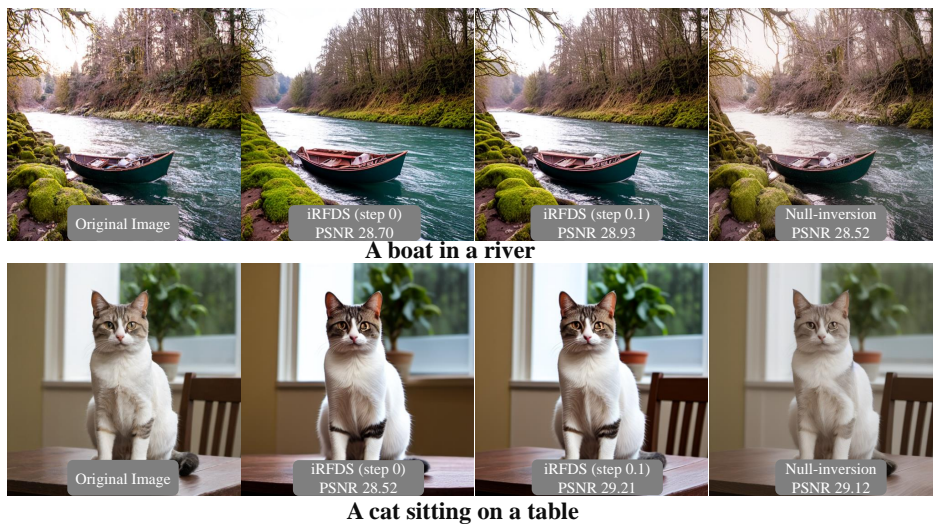 Original Image
iRFDS (step 0)
PSNR 28.70
iRFDS (step 0.1)
PSNR 28.93
Null-inversion
PSNR 28.52
A boat in a river
Original Image
iRFDS (step 0)
PSNR 28.52
iRFDS (step 0.1)
PSNR 29.21
Null-inversion
PSNR 29.12
A cat sitting on a table